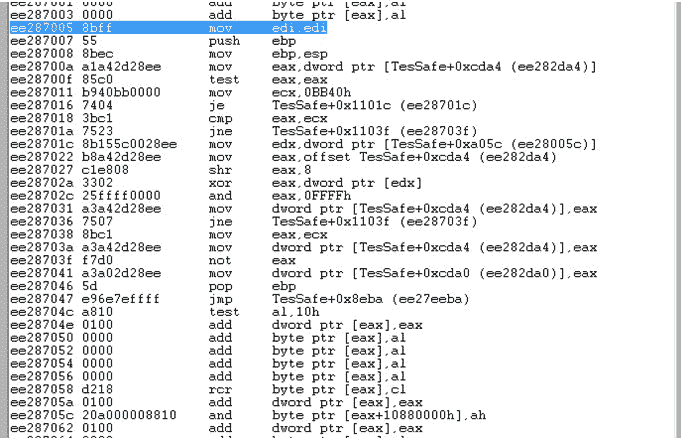 ee287001 0000 add byte ptr [eax],al
ee287003 0000 add byte ptr [eax],al
ee287005 8bff mov edi,edi
ee287007 55 push ebp
ee287008 8bec mov ebp,esp
ee28700a a1a42d28ee mov eax,dword ptr [TesSafe+0xcda4 (ee282da4)]
ee28700f 85c0 test eax,eax
ee287011 b940bb0000 mov ecx,0BB40h
ee287016 7404 je TesSafe+0x1101c (ee28701c)
ee287018 3bc1 cmp eax,ecx
ee28701a 7523 jne TesSafe+0x1103f (ee28703f)
ee28701c 8b155c0028ee mov edx,dword ptr [TesSafe+0xa05c (ee28005c)]
ee287022 b8a42d28ee mov eax,offset TesSafe+0xcda4 (ee282da4)
ee287027 c1e808 shr eax,8
ee28702a 3302 xor eax,dword ptr [edx]
ee28702c 25ffff0000 and eax,0FFFFh
ee287031 a3a42d28ee mov dword ptr [TesSafe+0xcda4 (ee282da4)],eax
ee287036 7507 jne TesSafe+0x1103f (ee28703f)
ee287038 8bc1 mov eax,ecx
ee28703a a3a42d28ee mov dword ptr [TesSafe+0xcda4 (ee282da4)],eax
ee28703f f7d0 not eax
ee287041 a3a02d28ee mov dword ptr [TesSafe+0xcda0 (ee282da0)],eax
ee287046 5d pop ebp
ee287047 e96e7effff jmp TesSafe+0x8eba (ee27eeba)
ee28704c a810 test al,10h
ee28704e 0100 add dword ptr [eax],eax
ee287050 0000 add byte ptr [eax],al
ee287052 0000 add byte ptr [eax],al
ee287054 0000 add byte ptr [eax],al
ee287056 0000 add byte ptr [eax],al
ee287058 d218 rcr byte ptr [eax],cl
ee28705a 0100 add dword ptr [eax],eax
ee28705c 20a000008810 and byte ptr [eax+10880000h],ah
ee287062 0100 add dword ptr [eax],eax